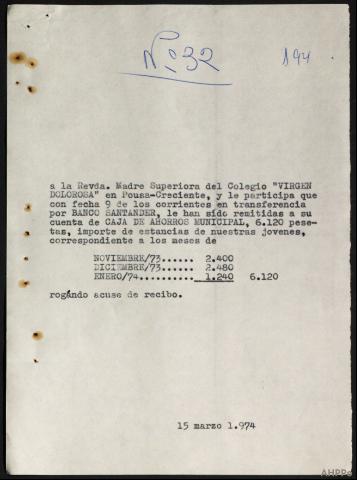 Nº 32
194
a la Revda. Madre Superiora del Colegio "VIRGEN
DOLOROSA" en Pousa-Creciente, y le participa que
con fecha 9 de los corrientes en transferencia
por BANCO SANTANDER, le han sido remitidas a su
cuenta de CAJA DE AHORROS MUNICIPAL, 6.120 pese-
tas, importe de estancias de nuestras jovenes,
correspondiente a los meses de
NOVIEMBRE/73...... 2.400
DICIEMBRE/73...... 2.480
ENERO/74.......... 1.240 6.120
rogándo acuse de recibo.
15 marzo 1.974
AHPPo